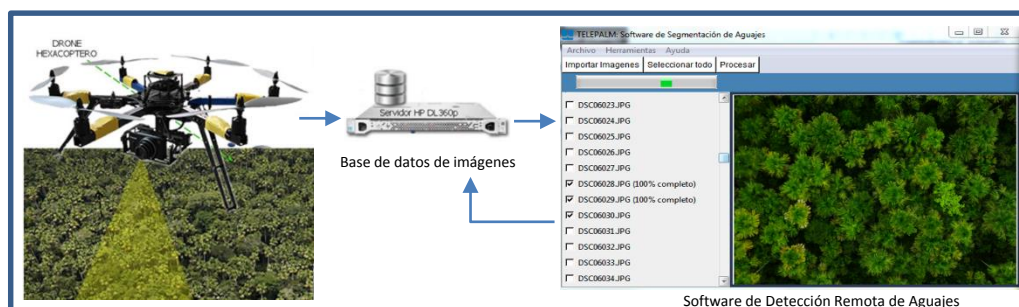 DRONE
HEXACOPTERO
Servidor HP DL360p
Base de datos de imágenes
TELEPALM: Software de Segmentación de Aguajes
Archivo Herramientas Ayuda
Importar Imagenes Seleccionar todo Procesar
DSC06023.JPG
DSC06024.JPG
DSC06025.JPG
DSC06026.JPG
DSC06027.JPG
DSC06028.JPG (100% completo)
DSC06029.JPG (100% completo)
DSC06030.JPG
DSC06031.JPG
DSC06032.JPG
DSC06033.JPG
DSC06034.JPG
Software de Detección Remota de Aguajes